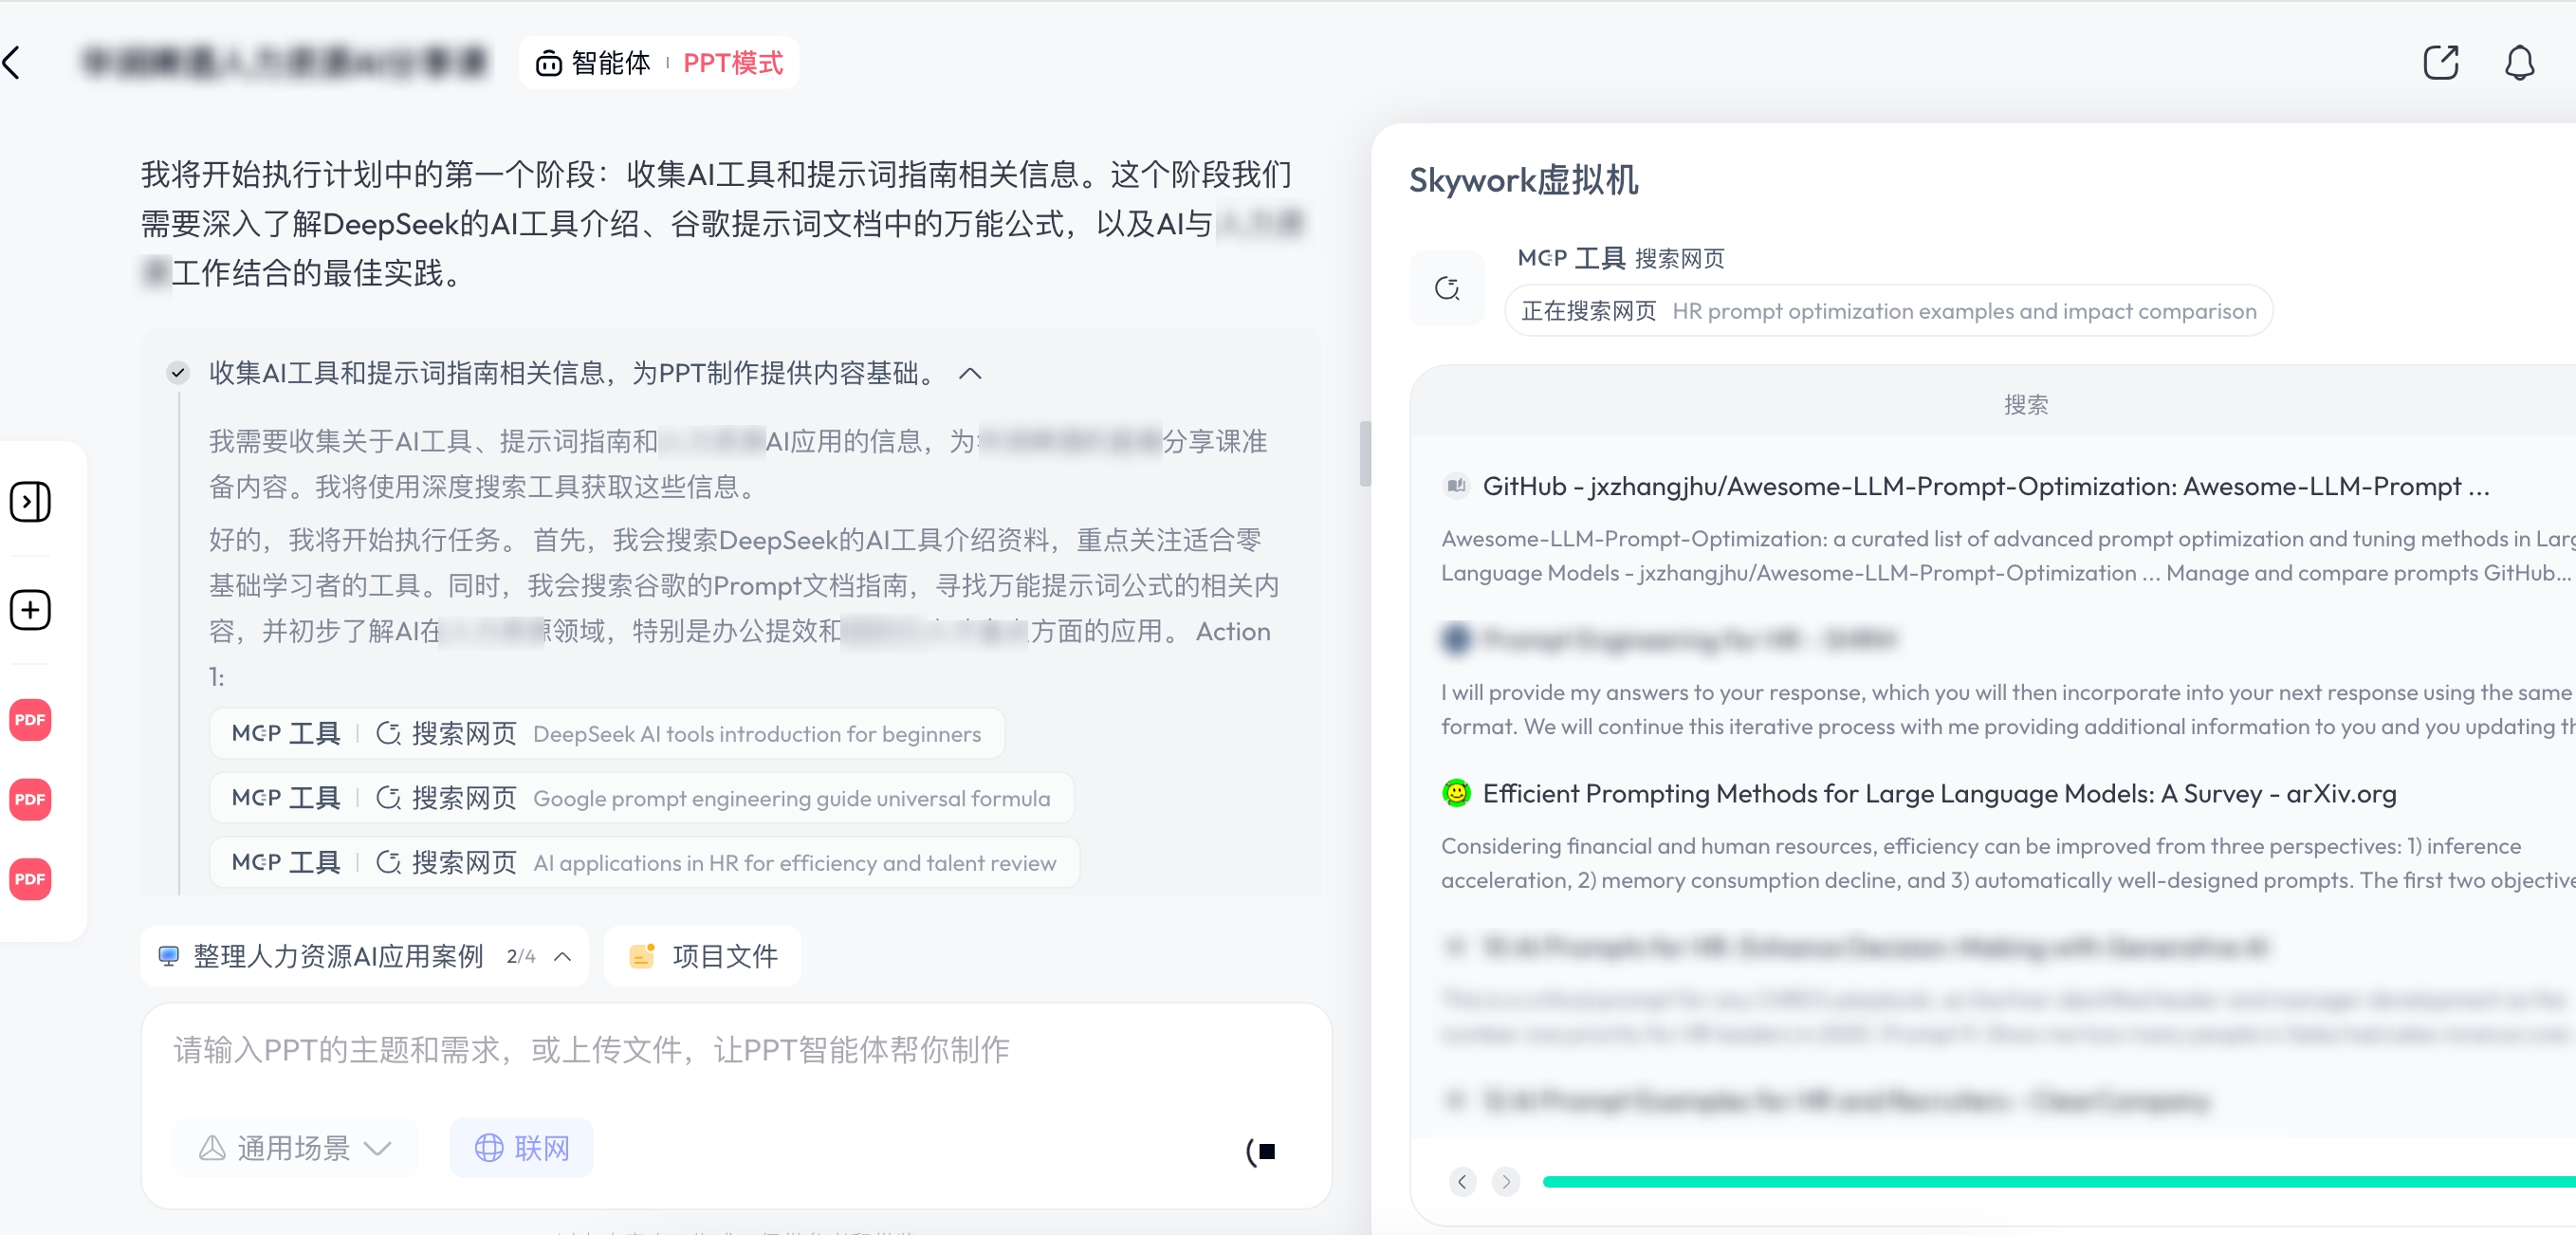 智能体 | PPT模式
我将开始执行计划中的第一个阶段：收集AI工具和提示词指南相关信息。这个阶段我们
需要深入了解DeepSeek的AI工具介绍、谷歌提示词文档中的万能公式，以及AI与
工作结合的最佳实践。
收集AI工具和提示词指南相关信息，为PPT制作提供内容基础。
我需要收集关于AI工具、提示词指南和 AI应用的信息，为 分享课准
备内容。我将使用深度搜索工具获取这些信息。
好的，我将开始执行任务。 首先，我会搜索DeepSeek的AI工具介绍资料，重点关注适合零
基础学习者的工具。同时，我会搜索谷歌的Prompt文档指南，寻找万能提示词公式的相关内
容，并初步了解AI在 领域，特别是办公提效和 方面的应用。 Action
1:
MCP 工具 | 搜索网页 DeepSeek AI tools introduction for beginners
MCP 工具 | 搜索网页 Google prompt engineering guide universal formula
MCP 工具 | 搜索网页 AI applications in HR for efficiency and talent review
PDF
PDF
PDF
整理人力资源AI应用案例 2/4
项目文件
请输入PPT的主题和需求，或上传文件，让PPT智能体帮你制作
通用场景
联网
Skywork虚拟机
MCP 工具 搜索网页
正在搜索网页 HR prompt optimization examples and impact comparison
搜索
GitHub - jxzhangjhu/Awesome-LLM-Prompt-Optimization: Awesome-LLM-Prompt ...
Awesome-LLM-Prompt-Optimization: a curated list of advanced prompt optimization and tuning methods in Larg
Language Models - jxzhangjhu/Awesome-LLM-Prompt-Optimization ... Manage and compare prompts GitHub...
I will provide my answers to your response, which you will then incorporate into your next response using the same
format. We will continue this iterative process with me providing additional information to you and you updating th
Efficient Prompting Methods for Large Language Models: A Survey - arXiv.org
Considering financial and human resources, efficiency can be improved from three perspectives: 1) inference
acceleration, 2) memory consumption decline, and 3) automatically well-designed prompts. The first two objective